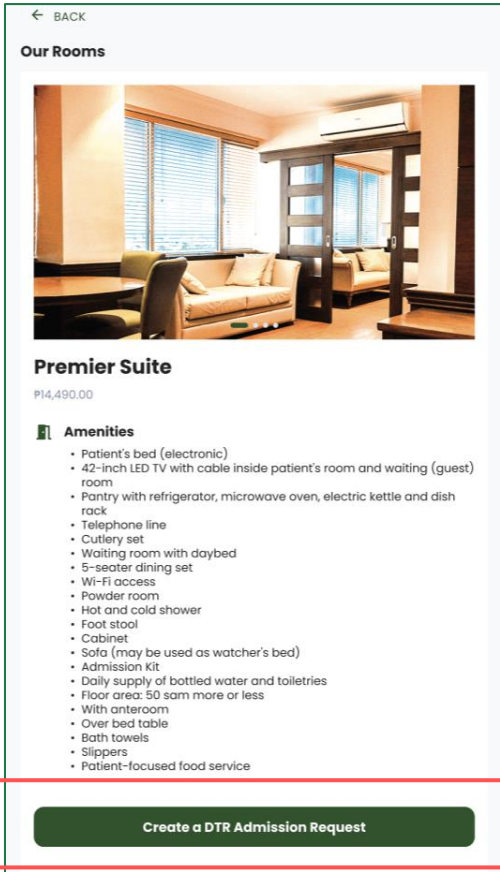 ← BACK
Our Rooms
Premier Suite
₱14,490.00
Amenities
• Patient's bed (electronic)
• 42-inch LED TV with cable inside patient's room and waiting (guest)
room
• Pantry with refrigerator, microwave oven, electric kettle and dish
rack
• Telephone line
• Cutlery set
• Waiting room with daybed
• 5-seater dining set
• Wi-Fi access
• Powder room
• Hot and cold shower
• Foot stool
• Cabinet
• Sofa (may be used as watcher's bed)
• Admission Kit
• Daily supply of bottled water and toiletries
• Floor area: 50 sqm more or less
• With anteroom
• Over bed table
• Bath towels
• Slippers
• Patient-focused food service
Create a DTR Admission Request